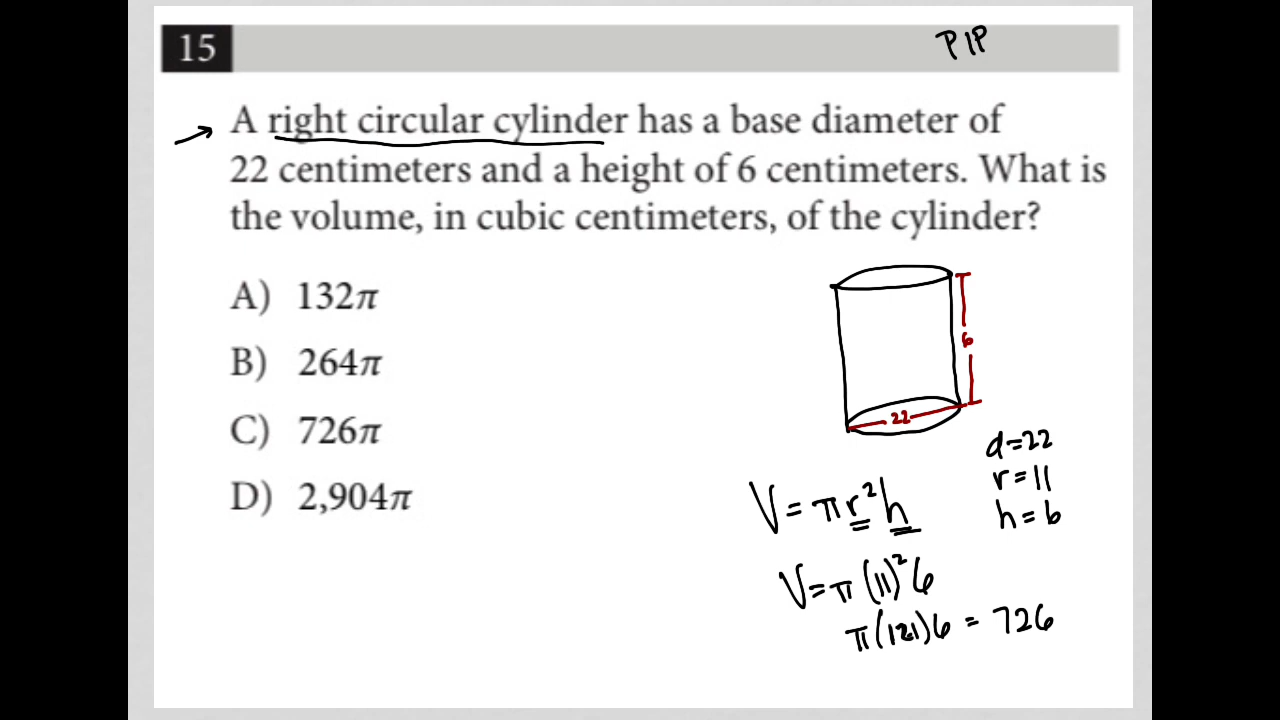 15
PIP
A right circular cylinder has a base diameter of
22 centimeters and a height of 6 centimeters. What is
the volume, in cubic centimeters, of the cylinder?
A) 132π
B) 264π
C) 726π
D) 2,904π
6
22
d=22
r=11
h=6
V=πr²h
V=π(11)²6
π(121)6=726